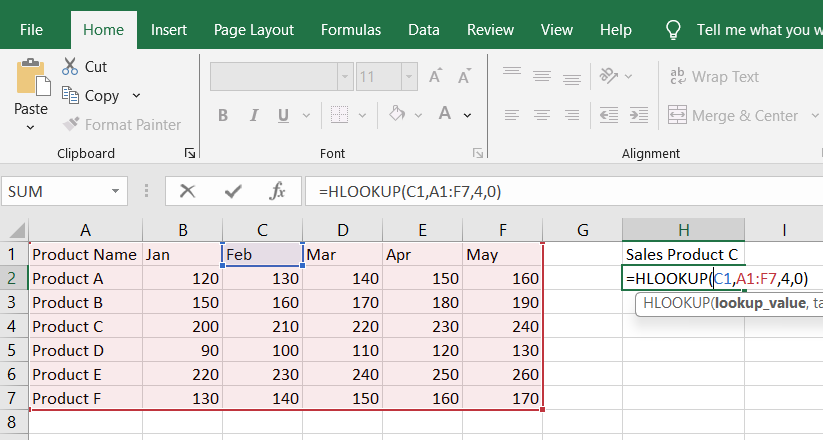 File Home Insert Page Layout Formulas Data Review View Help Tell me what you w
Cut
Copy
Format Painter
Paste
11 A A
B I U A
ab Wrap Text
Merge & Center
Clipboard Font Alignment
SUM fx =HLOOKUP(C1,A1:F7,4,0)
A B C D E F G H I
1 Product Name Jan Feb Mar Apr May Sales Product C
2 Product A 120 130 140 150 160 =HLOOKUP(C1,A1:F7,4,0)
3 Product B 150 160 170 180 190 HLOOKUP(lookup_value, ta
4 Product C 200 210 220 230 240
5 Product D 90 100 110 120 130
6 Product E 220 230 240 250 260
7 Product F 130 140 150 160 170
8